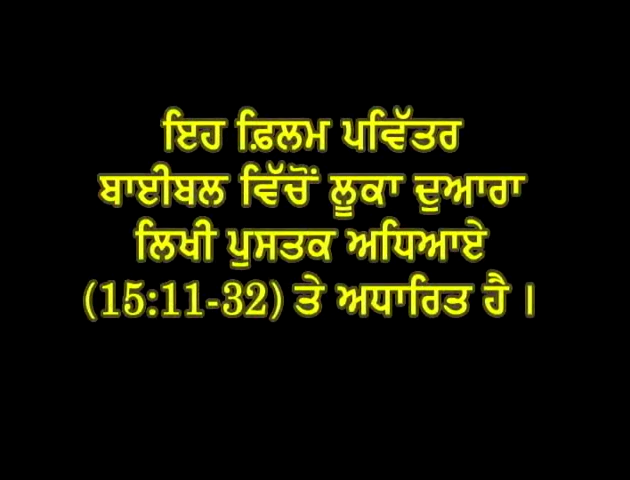 ਇਹ ਫ਼ਿਲਮ ਪਵਿੱਤਰ
ਬਾਈਬਲ ਵਿੱਚੋਂ ਲੂਕਾ ਦੁਆਰਾ
ਲਿਖੀ ਪੁਸਤਕ ਅਧਿਆਏ
(15:11-32) ਤੇ ਅਧਾਰਿਤ ਹੈ ।